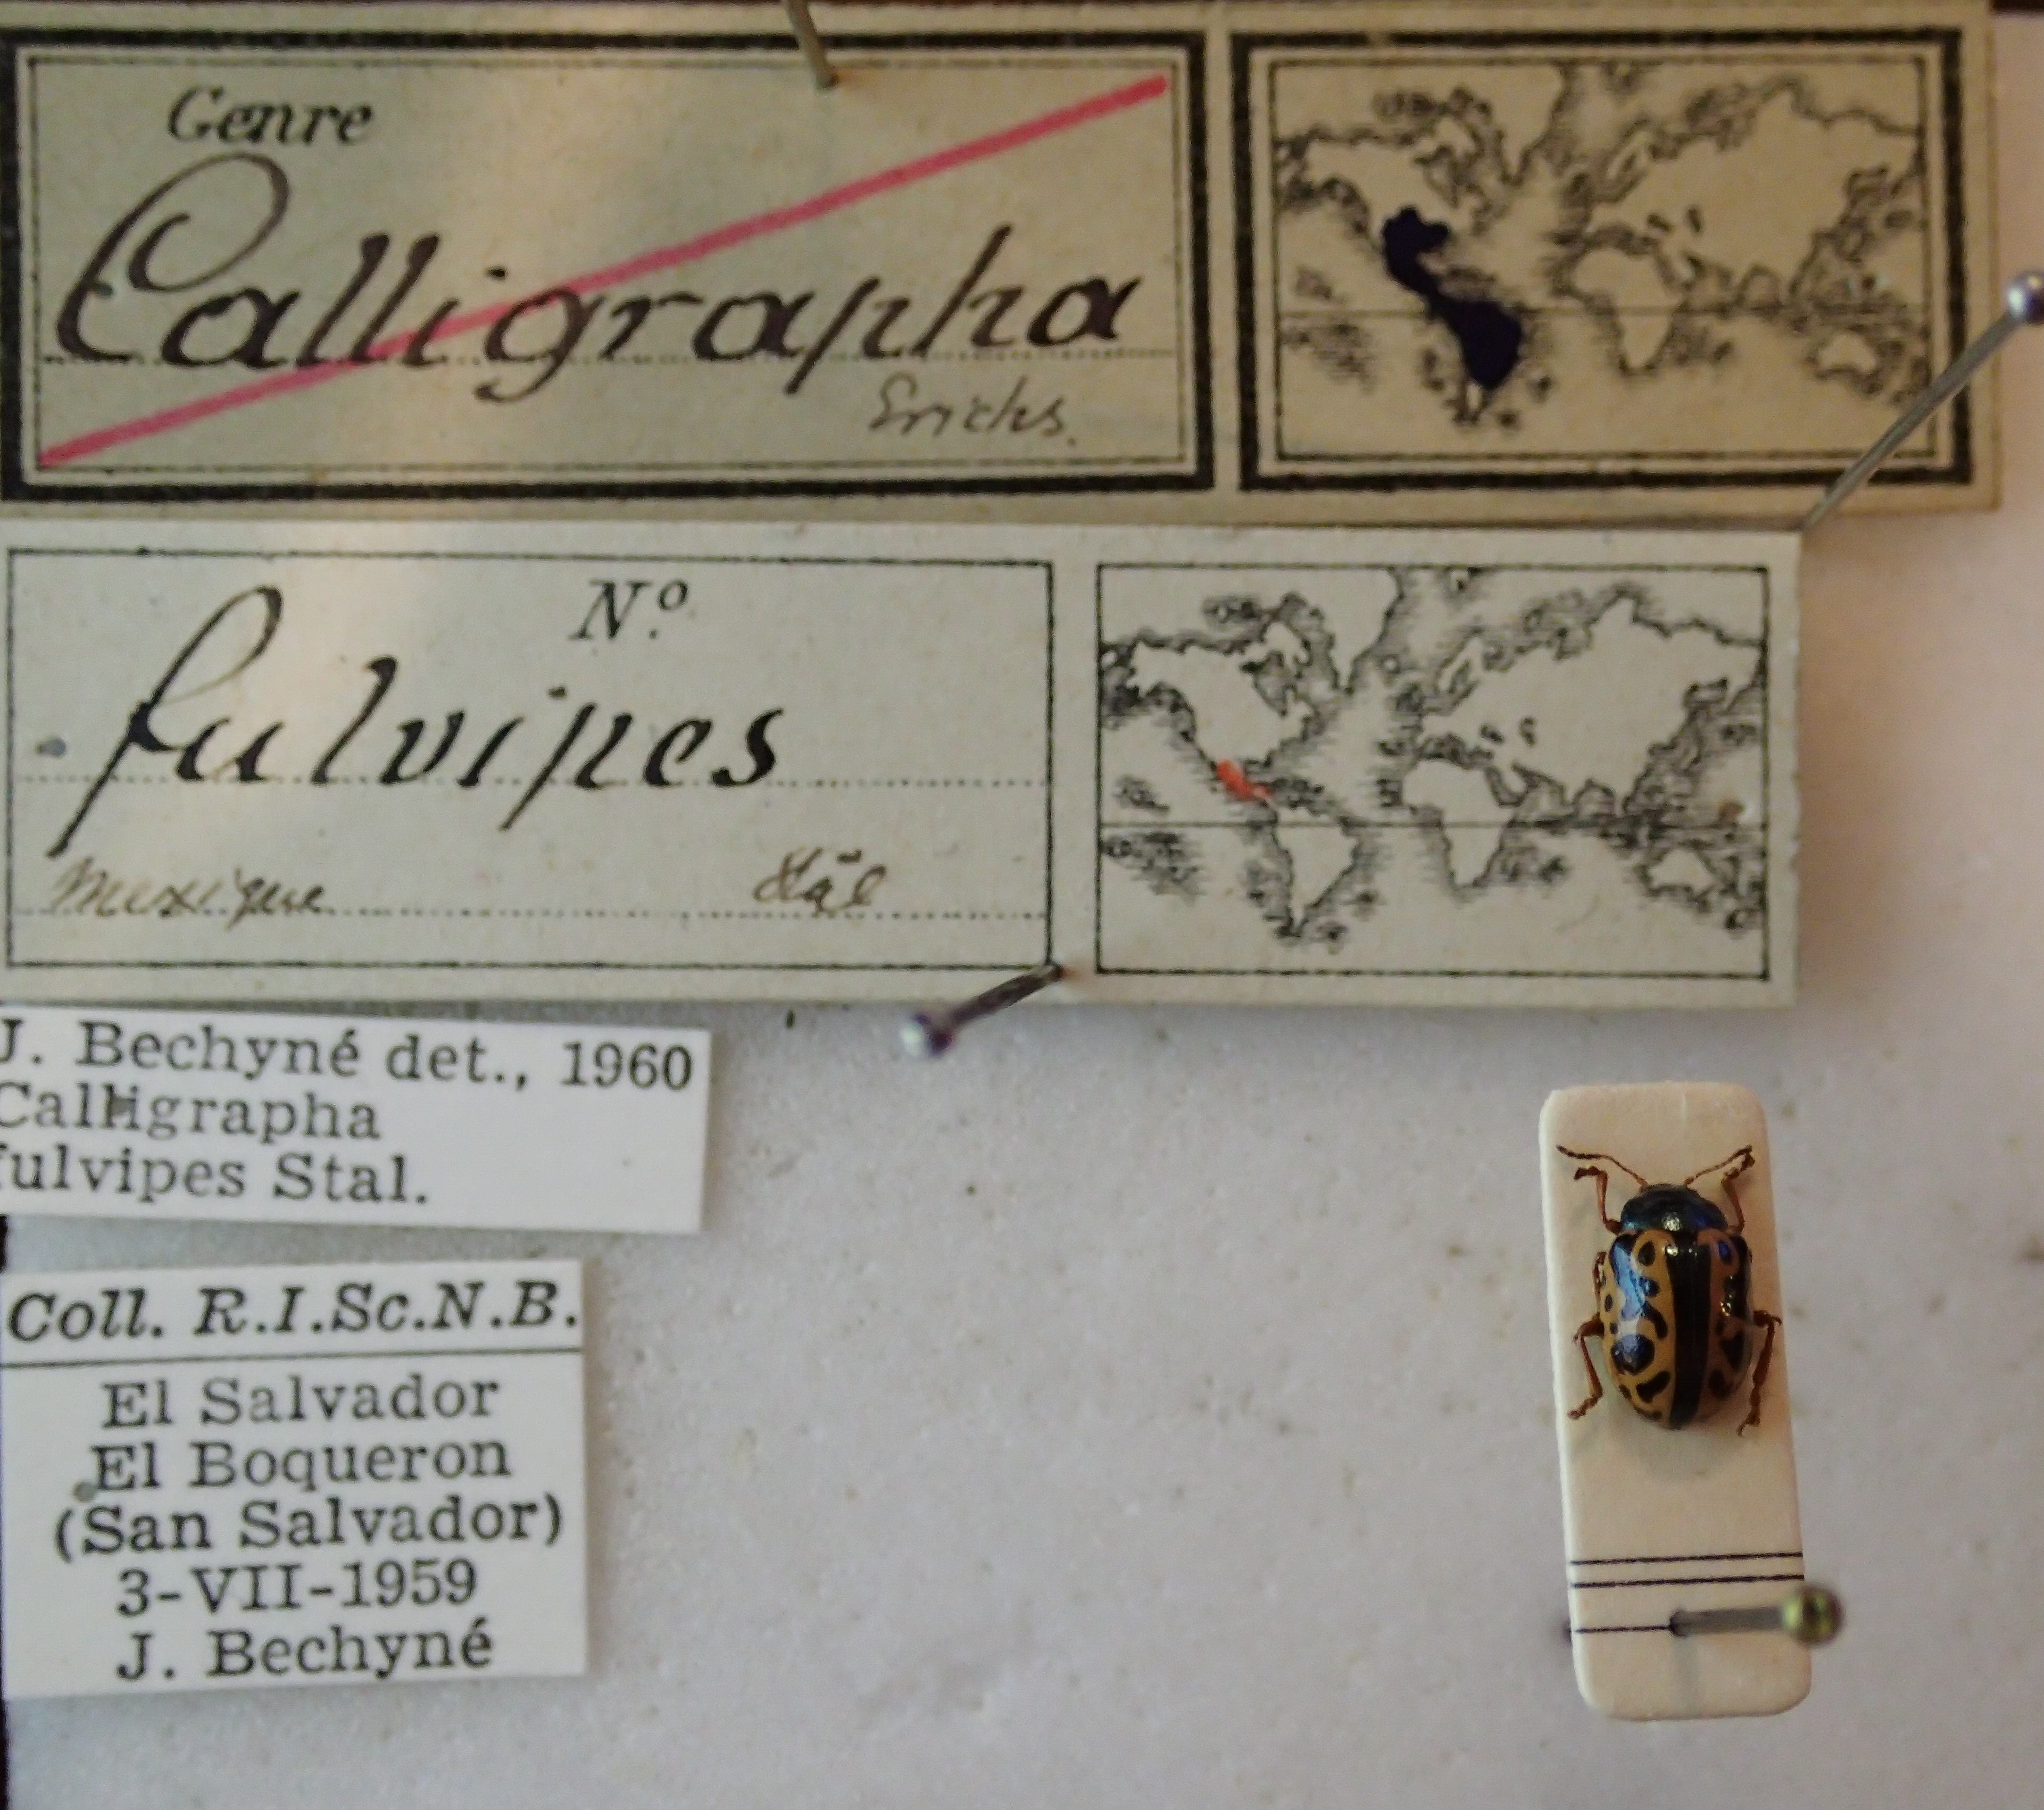 Genre
Calligrapha
Erichs.
N.o
fulvipes
Mexique Stål
J. Bechyné det., 1960
Calligrapha
fulvipes Stal.
Coll. R.I.Sc.N.B.
El Salvador
El Boqueron
(San Salvador)
3-VII-1959
J. Bechyné